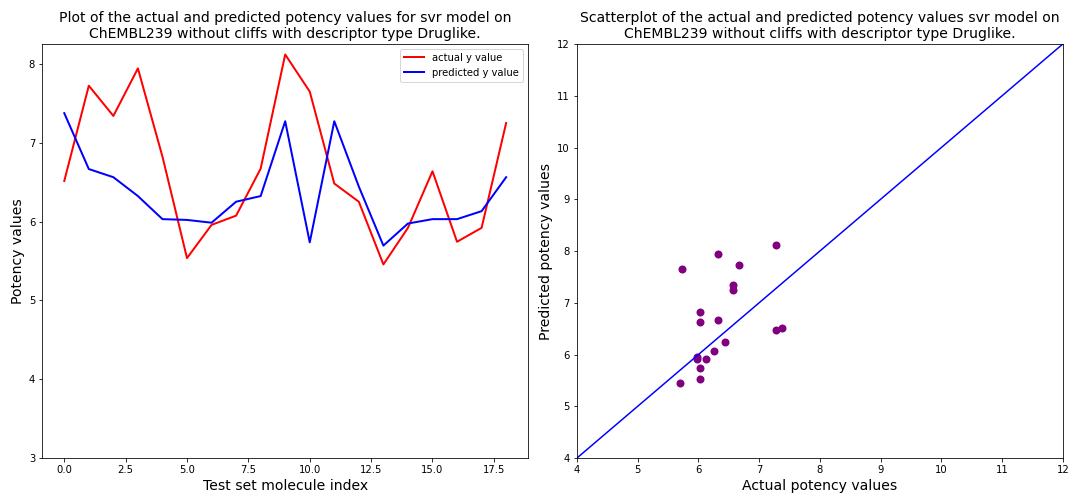 Plot of the actual and predicted potency values for svr model on
ChEMBL239 without cliffs with descriptor type Druglike.
actual y value
predicted y value
Potency values
8
7
6
5
4
3
0.0 2.5 5.0 7.5 10.0 12.5 15.0 17.5
Test set molecule index
Scatterplot of the actual and predicted potency values svr model on
ChEMBL239 without cliffs with descriptor type Druglike.
Predicted potency values
12
11
10
9
8
7
6
5
4
4 5 6 7 8 9 10 11 12
Actual potency values